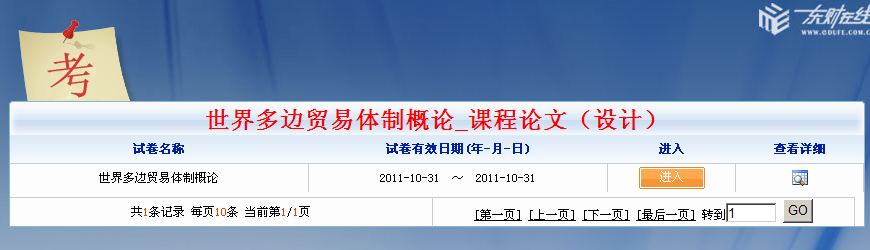 东财在线
WWW.EDUFE.COM.C
考
世界多边贸易体制概论_课程论文（设计）
试卷名称 试卷有效日期(年-月-日) 进入 查看详细
世界多边贸易体制概论 2011-10-31 ～ 2011-10-31 进入
共1条记录 每页10条 当前第1/1页 [第一页] [上一页] [下一页] [最后一页] 转到 1 GO